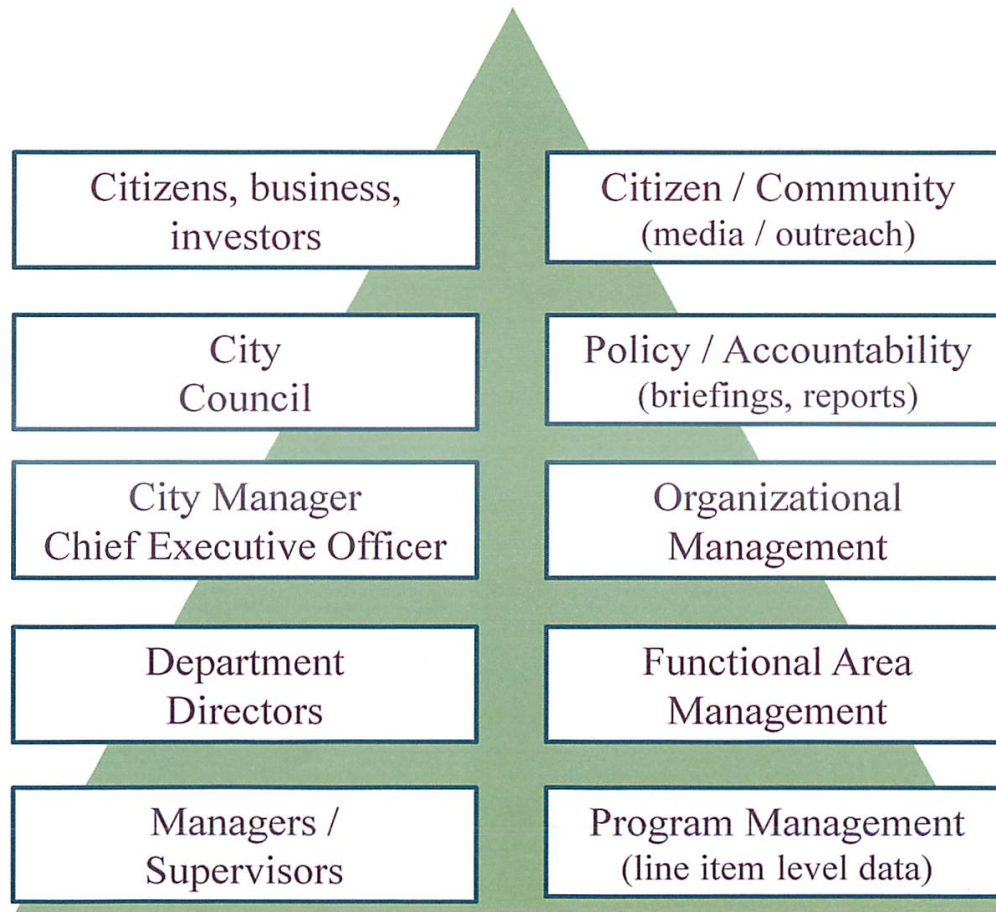 Citizens, business,
investors
Citizen / Community
(media / outreach)
City
Council
Policy / Accountability
(briefings, reports)
City Manager
Chief Executive Officer
Organizational
Management
Department
Directors
Functional Area
Management
Managers /
Supervisors
Program Management
(line item level data)